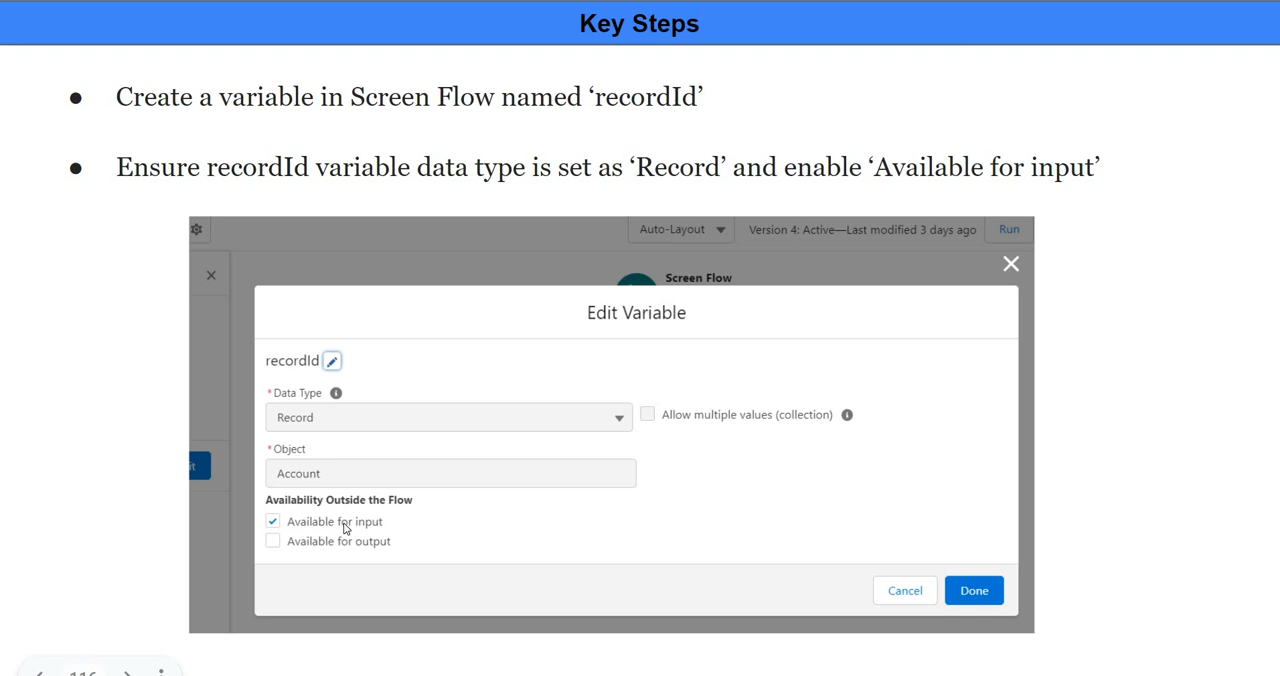 Key Steps
● Create a variable in Screen Flow named ‘recordId’
● Ensure recordId variable data type is set as ‘Record’ and enable ‘Available for input’
Auto-Layout Version 4: Active—Last modified 3 days ago Run
Screen Flow
Edit Variable
recordId
* Data Type
Record
Allow multiple values (collection)
* Object
Account
Availability Outside the Flow
Available for input
Available for output
it
Cancel Done
116